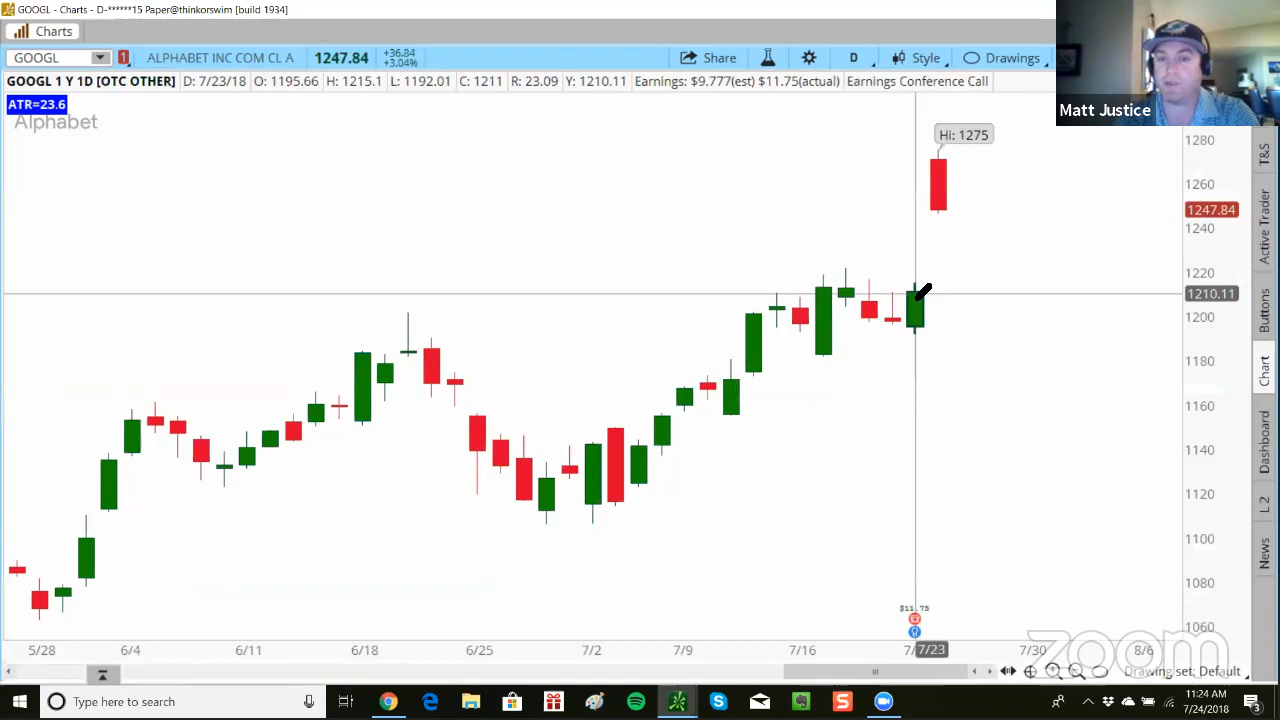 GOOGL - Charts - D-******15 Paper@thinkorswim [build 1934]
Charts
GOOGL 1 ALPHABET INC COM CL A 1247.84 +36.84 +3.04% Share D Style Drawings
GOOGL 1 Y 1D [OTC OTHER] D: 7/23/18 O: 1195.66 H: 1215.1 L: 1192.01 C: 1211 R: 23.09 Y: 1210.11 Earnings: $9.777(est) $11.75(actual) Earnings Conference Call
Matt Justice
ATR=23.6
Alphabet
Hi: 1275
1280
1260
1247.84
1240
1220
1210.11
1200
1180
1160
1140
1120
1100
1080
1060
T&S
Active Trader
Buttons
Chart
Dashboard
L 2
News
$11.75
5/28 6/4 6/11 6/18 6/25 7/2 7/9 7/16 7/23 7/30 8/6
zoom
Drawing set: Default
Type here to search
11:24 AM
7/24/2018
3